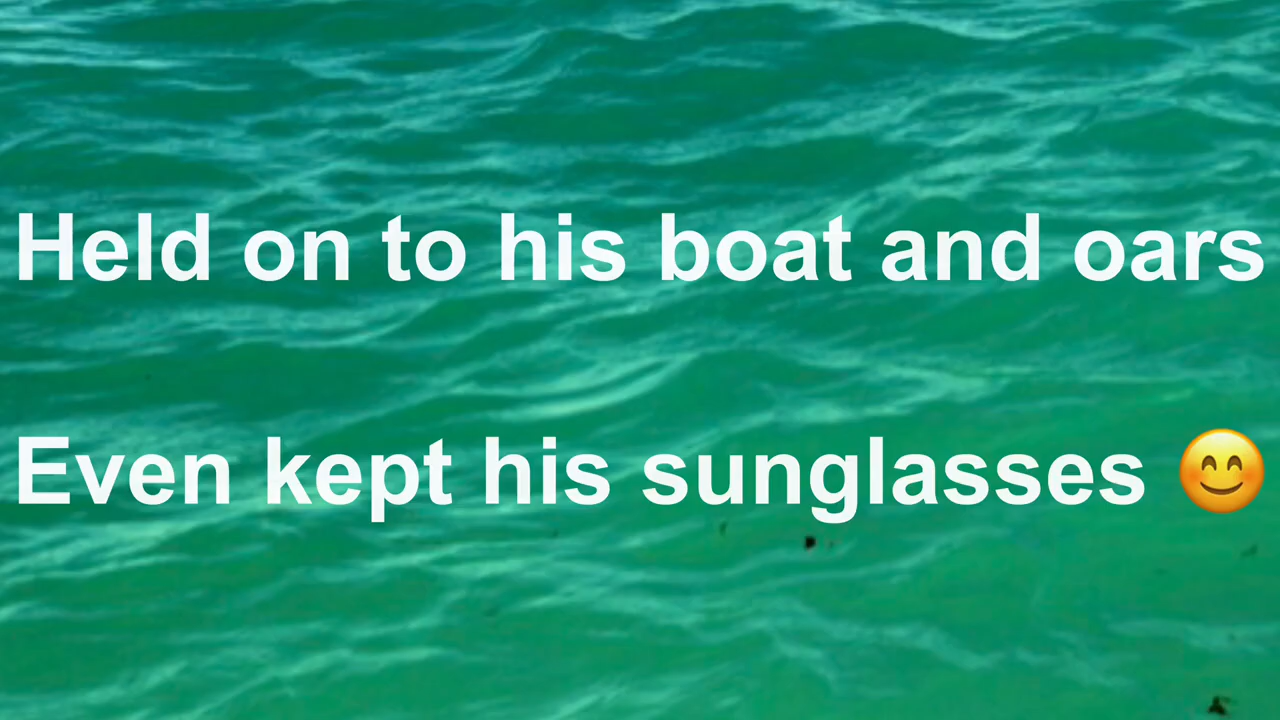 Held on to his boat and oars
Even kept his sunglasses 😊